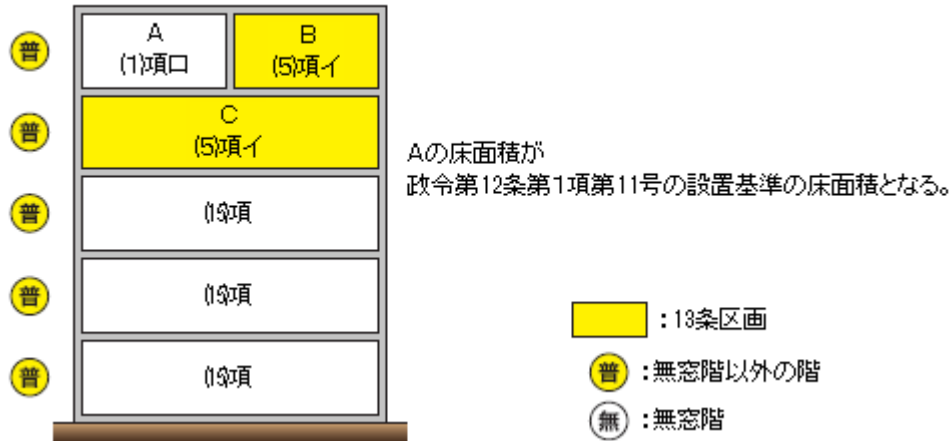 普
A
(1)項ロ
B
(5)項イ
普
C
(5)項イ
Aの床面積が
政令第12条第1項第11号の設置基準の床面積となる。
普
(15)項
普
(15)項
普
(15)項
：13条区画
普：無窓階以外の階
無：無窓階